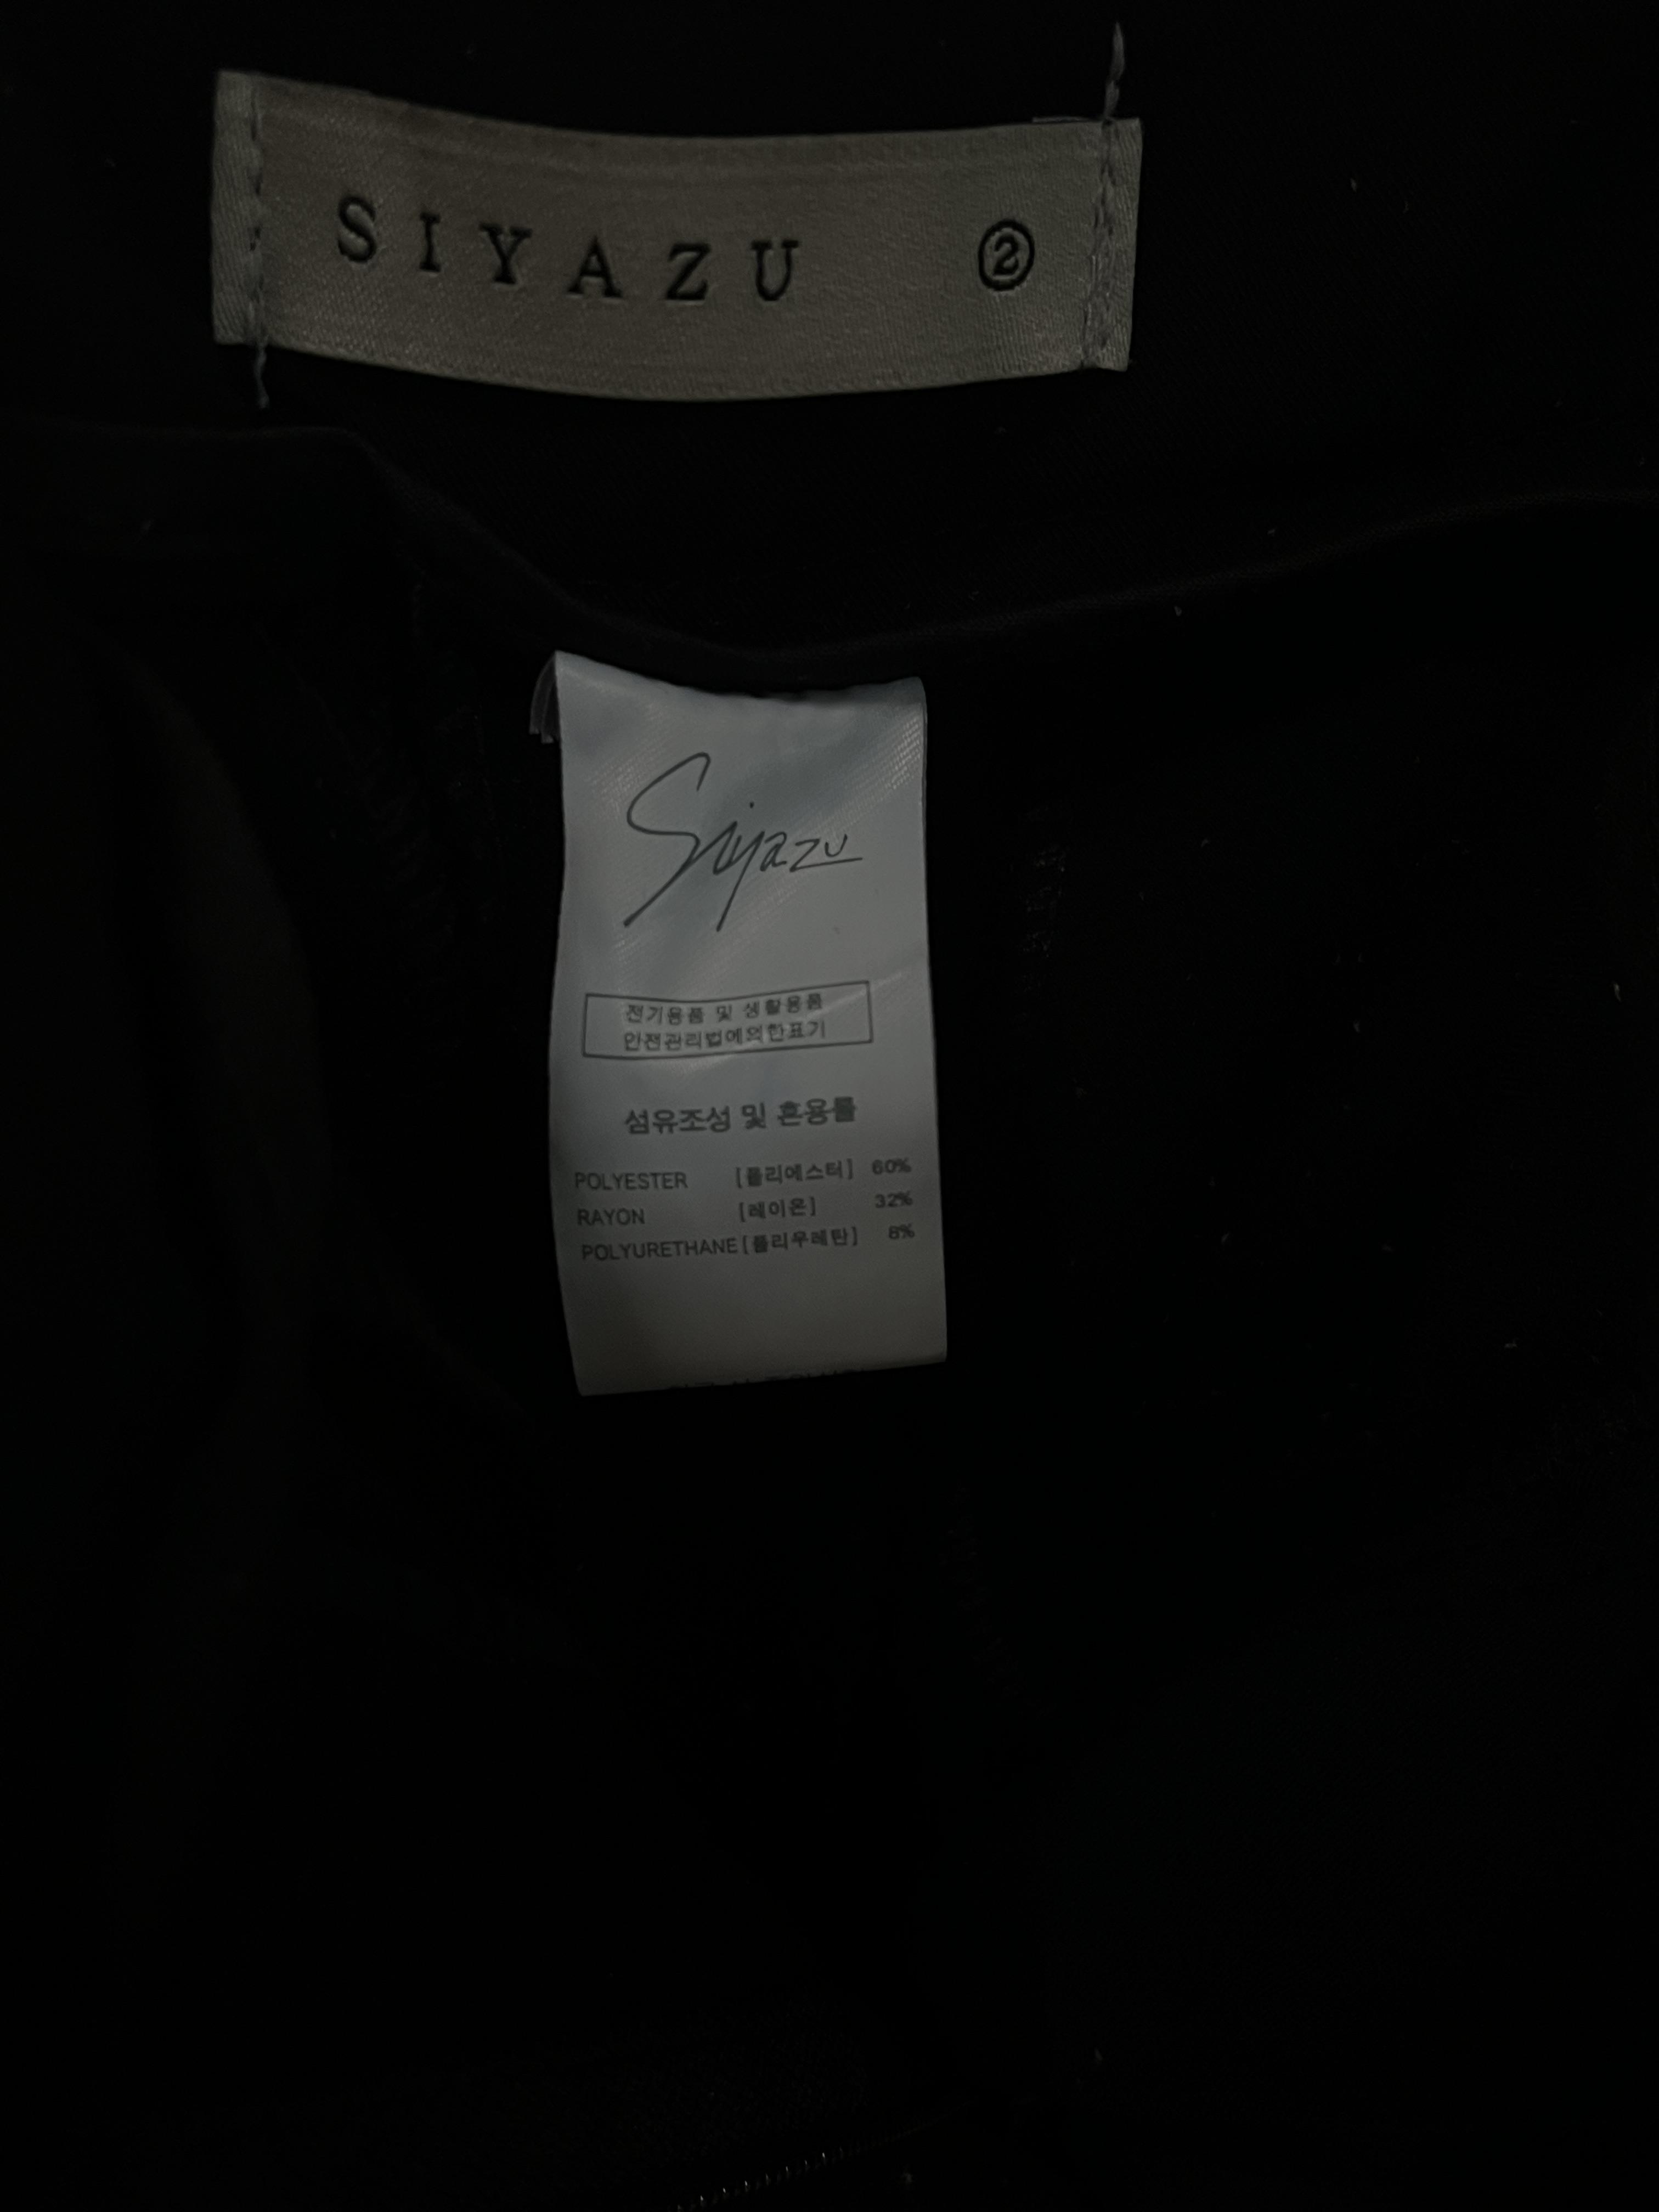 SIYAZU ②
Siyazu
전기용품 및 생활용품
안전관리법에의한표기
섬유조성 및 혼용률
POLYESTER [폴리에스터] 60%
RAYON [레이온] 32%
POLYURETHANE [폴리우레탄] 8%